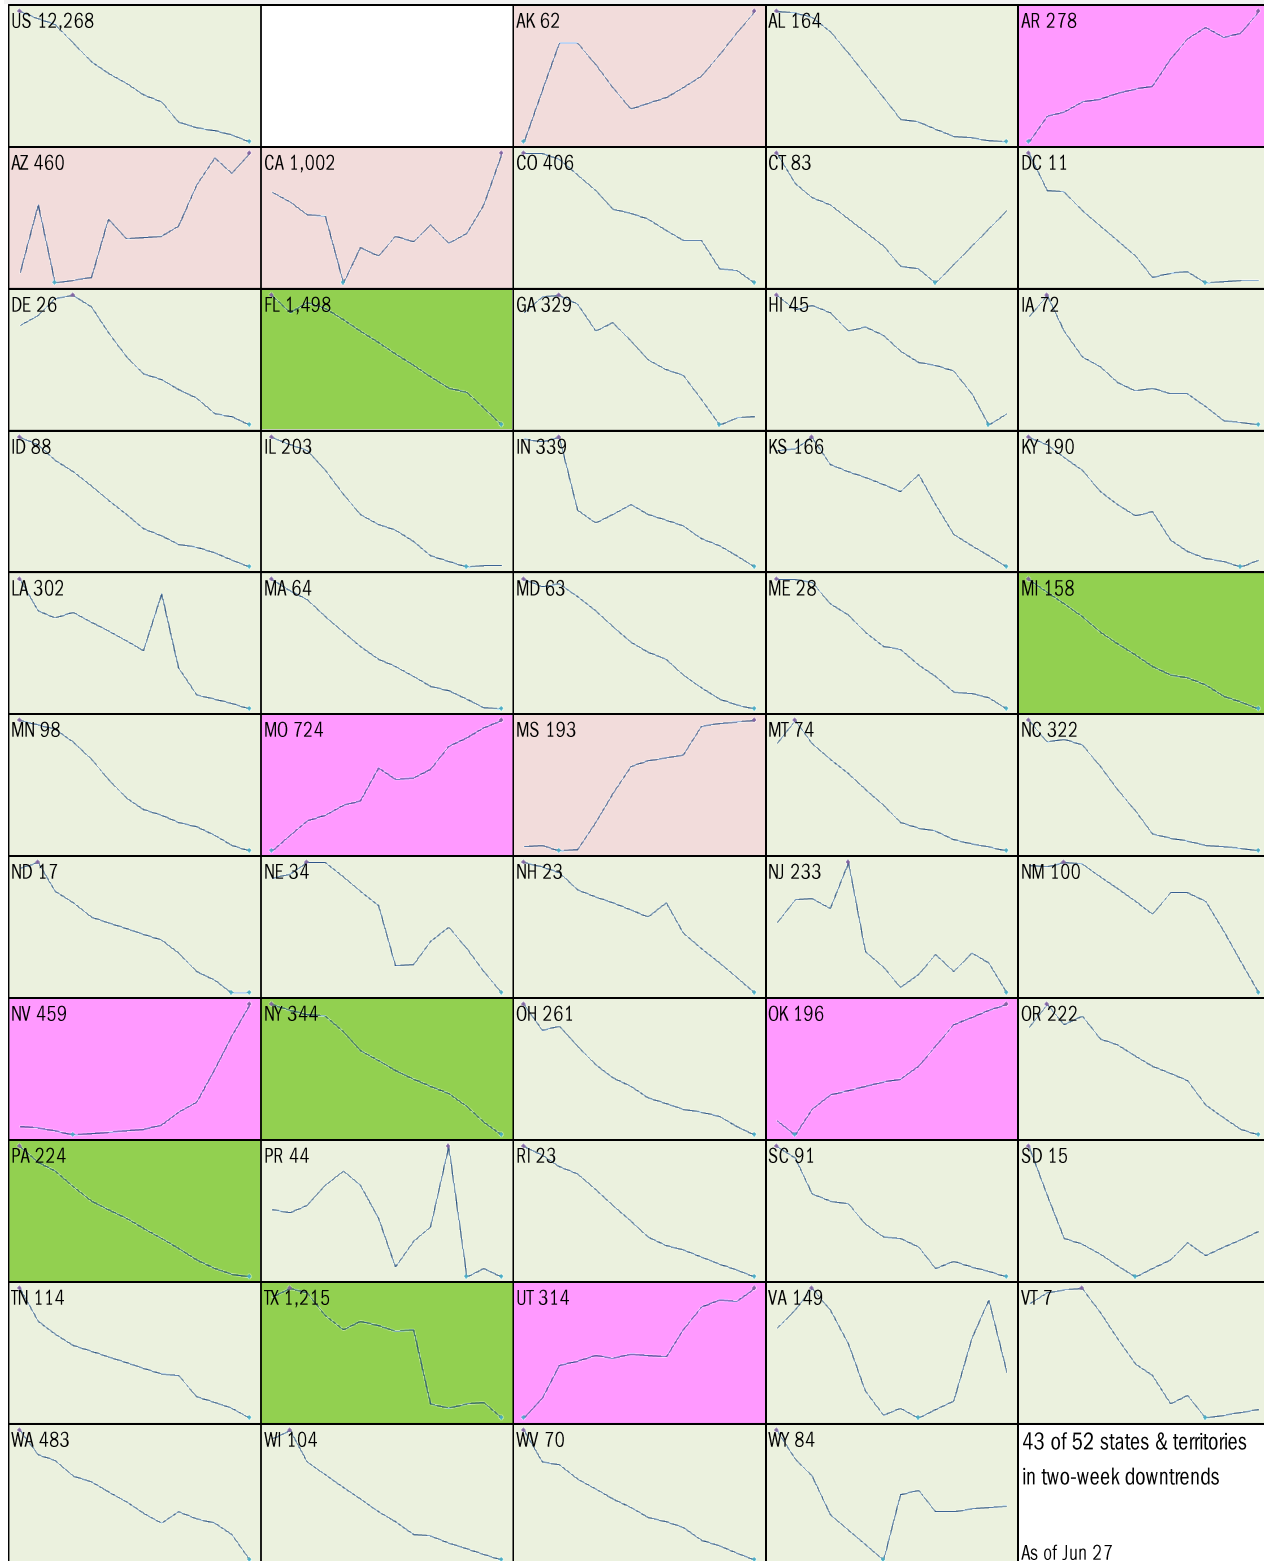 US 12,268
AK 62
AL 164
AR 278
AZ 460
CA 1,002
CO 406
CT 83
DC 11
DE 26
FL 1,498
GA 329
HI 45
IA 72
ID 88
IL 203
IN 339
KS 166
KY 190
LA 302
MA 64
MD 63
ME 28
MI 158
MN 98
MO 724
MS 193
MT 74
NC 322
ND 17
NE 34
NH 23
NJ 233
NM 100
NV 459
NY 344
OH 261
OK 196
OR 222
PA 224
PR 44
RI 23
SC 91
SD 15
TN 114
TX 1,215
UT 314
VA 149
VT 7
WA 483
WI 104
WV 70
WY 84
43 of 52 states & territories
in two-week downtrends
As of Jun 27